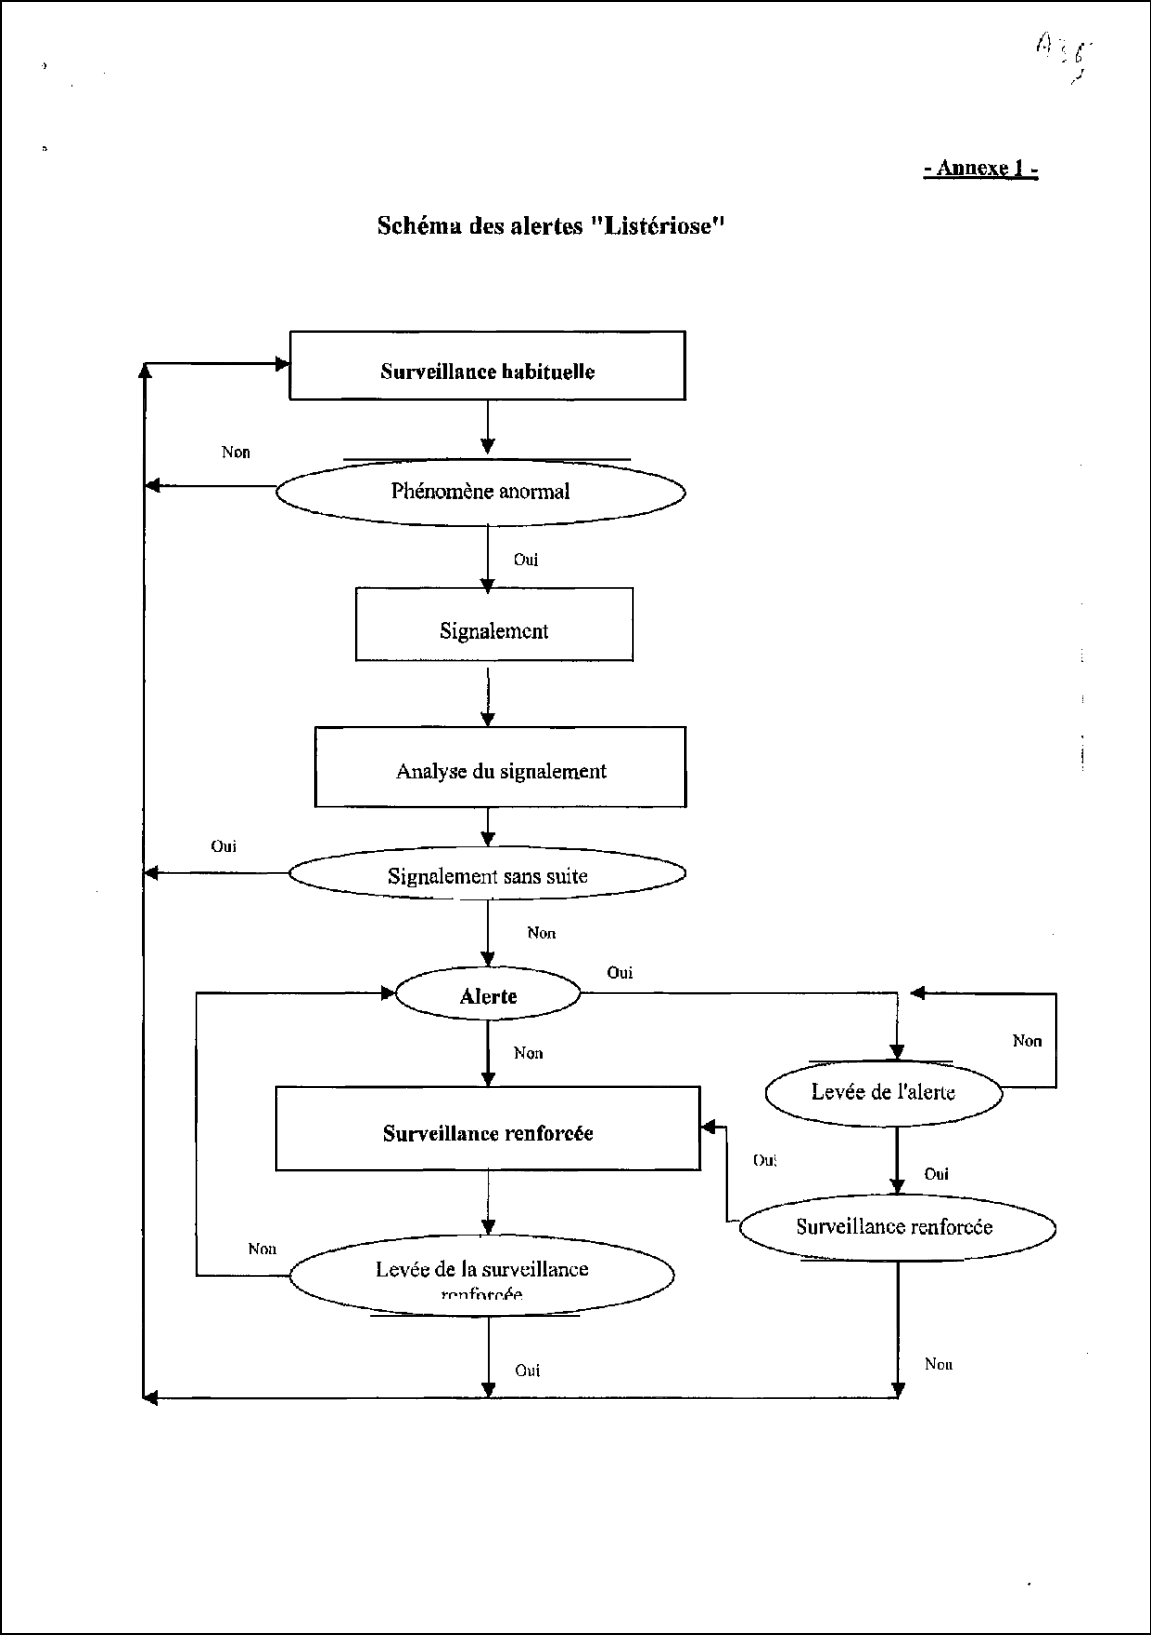 A36
- Annexe 1 -
Schéma des alertes "Listériose"
Surveillance habituelle
Non
Phénomène anormal
Oui
Signalement
Analyse du signalement
Oui
Signalement sans suite
Non
Alerte
Oui
Non
Non
Levée de l'alerte
Surveillance renforcée
Oui
Oui
Surveillance renforcée
Non
Levée de la surveillance
renforcée
Oui
Non